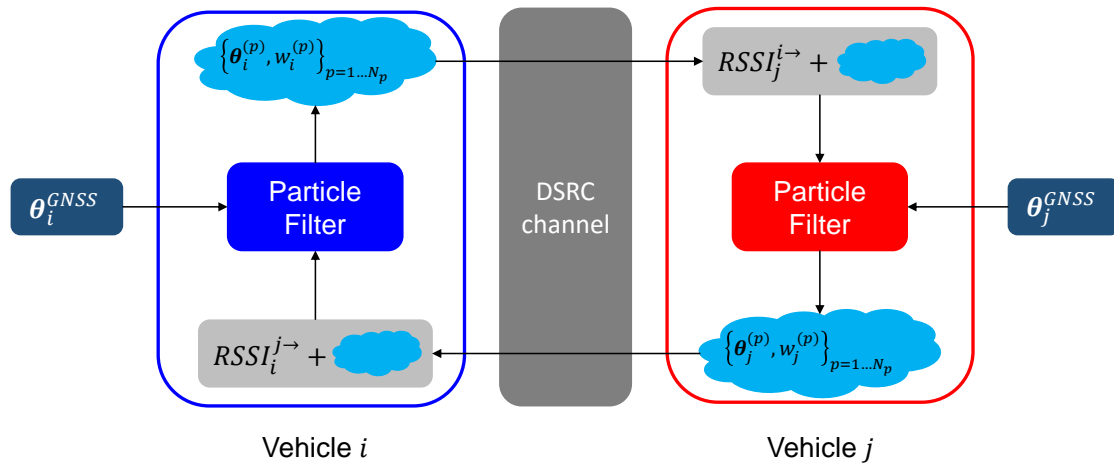 {𝜽_i^(p), w_i^(p)}_{p=1…N_p}
RSSI_j^{i→} +
𝜽_i^{GNSS}
Particle
Filter
DSRC
channel
Particle
Filter
𝜽_j^{GNSS}
RSSI_i^{j→} +
{𝜽_j^(p), w_j^(p)}_{p=1…N_p}
Vehicle i
Vehicle j